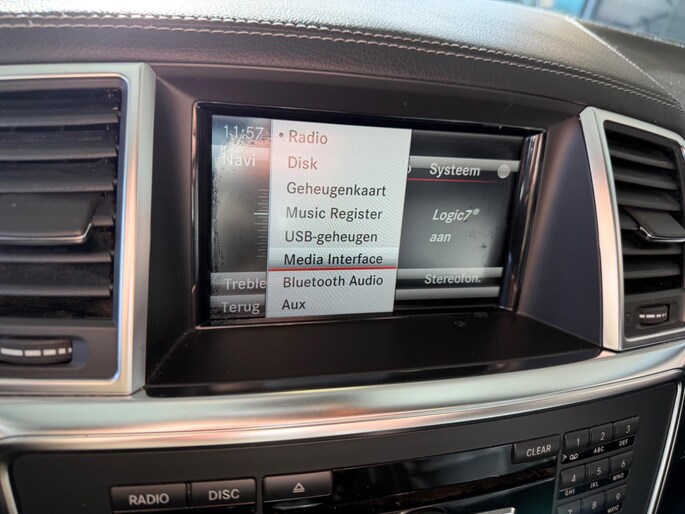 11:57
Navi
• Radio
Disk
Geheugenkaart
Music Register
USB-geheugen
Media Interface
Bluetooth Audio
Aux
Systeem
Logic7®
aan
Treble
Stereofon.
Terug
CLEAR
1
2 ABC
3 DEF
4 GHI
5 JKL
6
RADIO
DISC